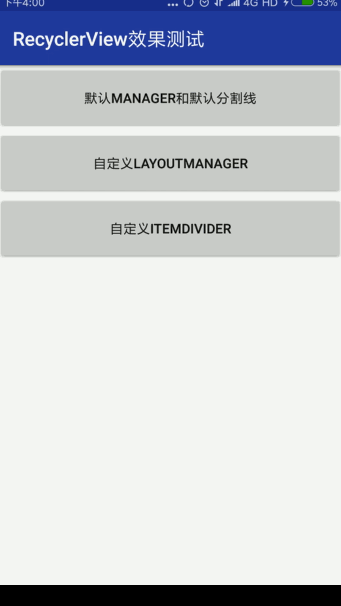 下午4:00 ... 4G HD 53%
RecyclerView效果测试
默认MANAGER和默认分割线
自定义LAYOUTMANAGER
自定义ITEMDIVIDER